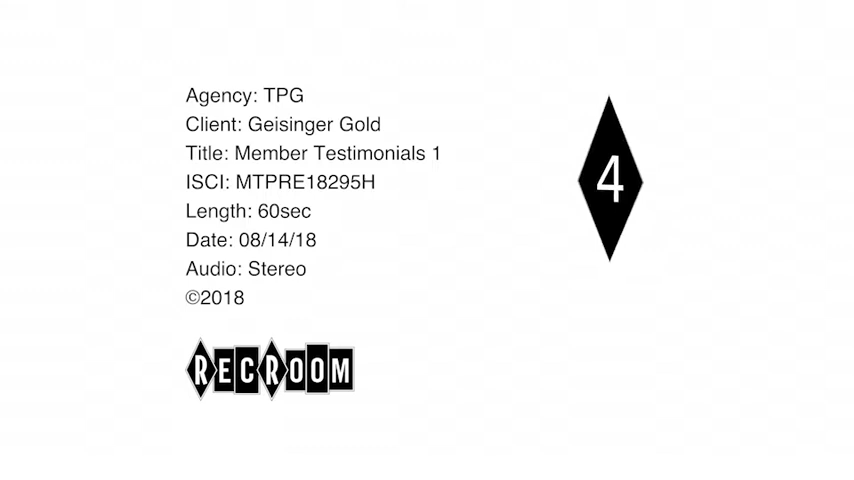 Agency: TPG
Client: Geisinger Gold
Title: Member Testimonials 1
ISCI: MTPRE18295H
Length: 60sec
Date: 08/14/18
Audio: Stereo
©2018
RECROOM
4